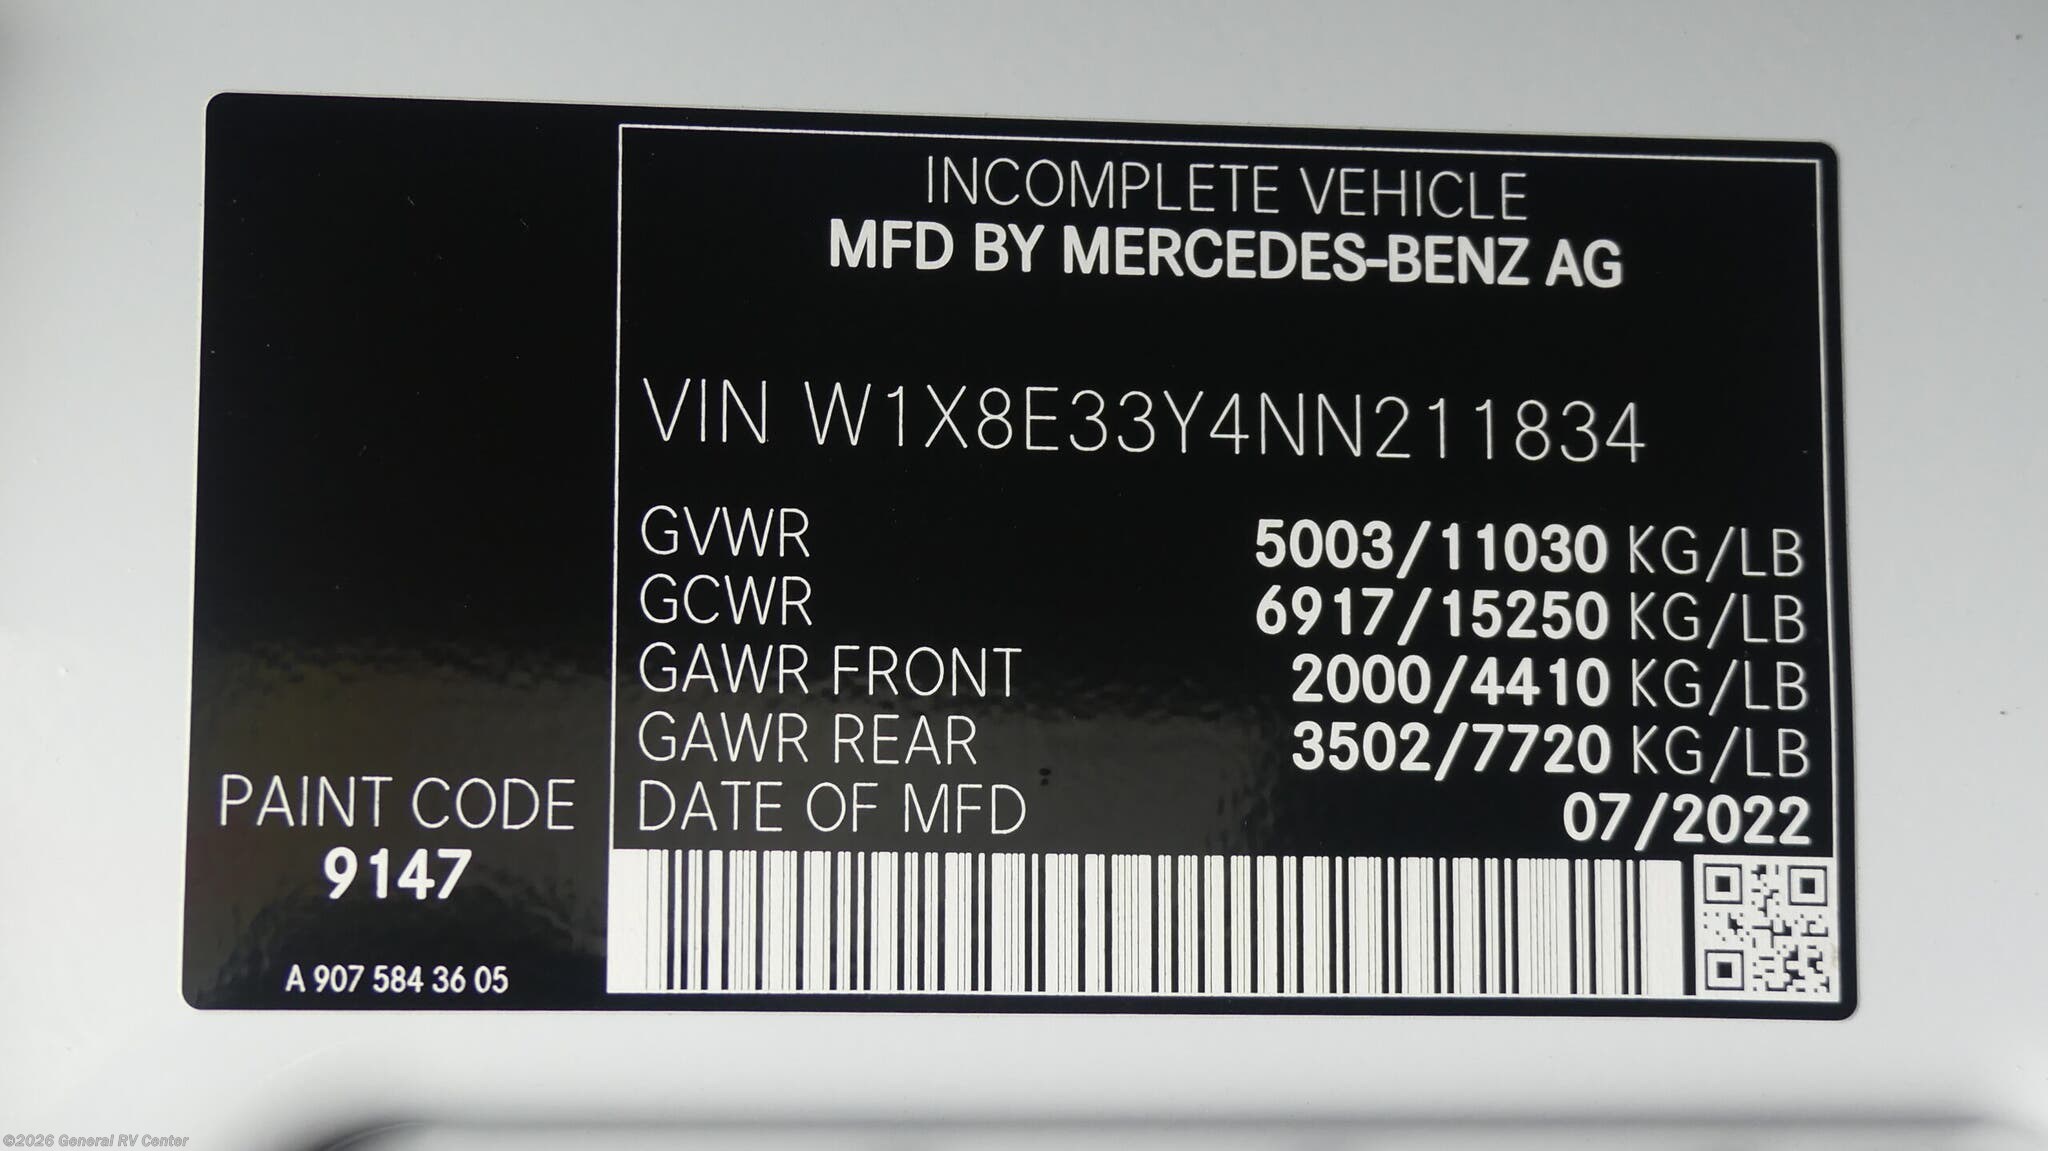 INCOMPLETE VEHICLE
MFD BY MERCEDES-BENZ AG
VIN W1X8E33Y4NN211834
GVWR 5003/11030 KG/LB
GCWR 6917/15250 KG/LB
GAWR FRONT 2000/4410 KG/LB
GAWR REAR 3502/7720 KG/LB
DATE OF MFD 07/2022
PAINT CODE
9147
A 907 584 36 05
©2026 General RV Center